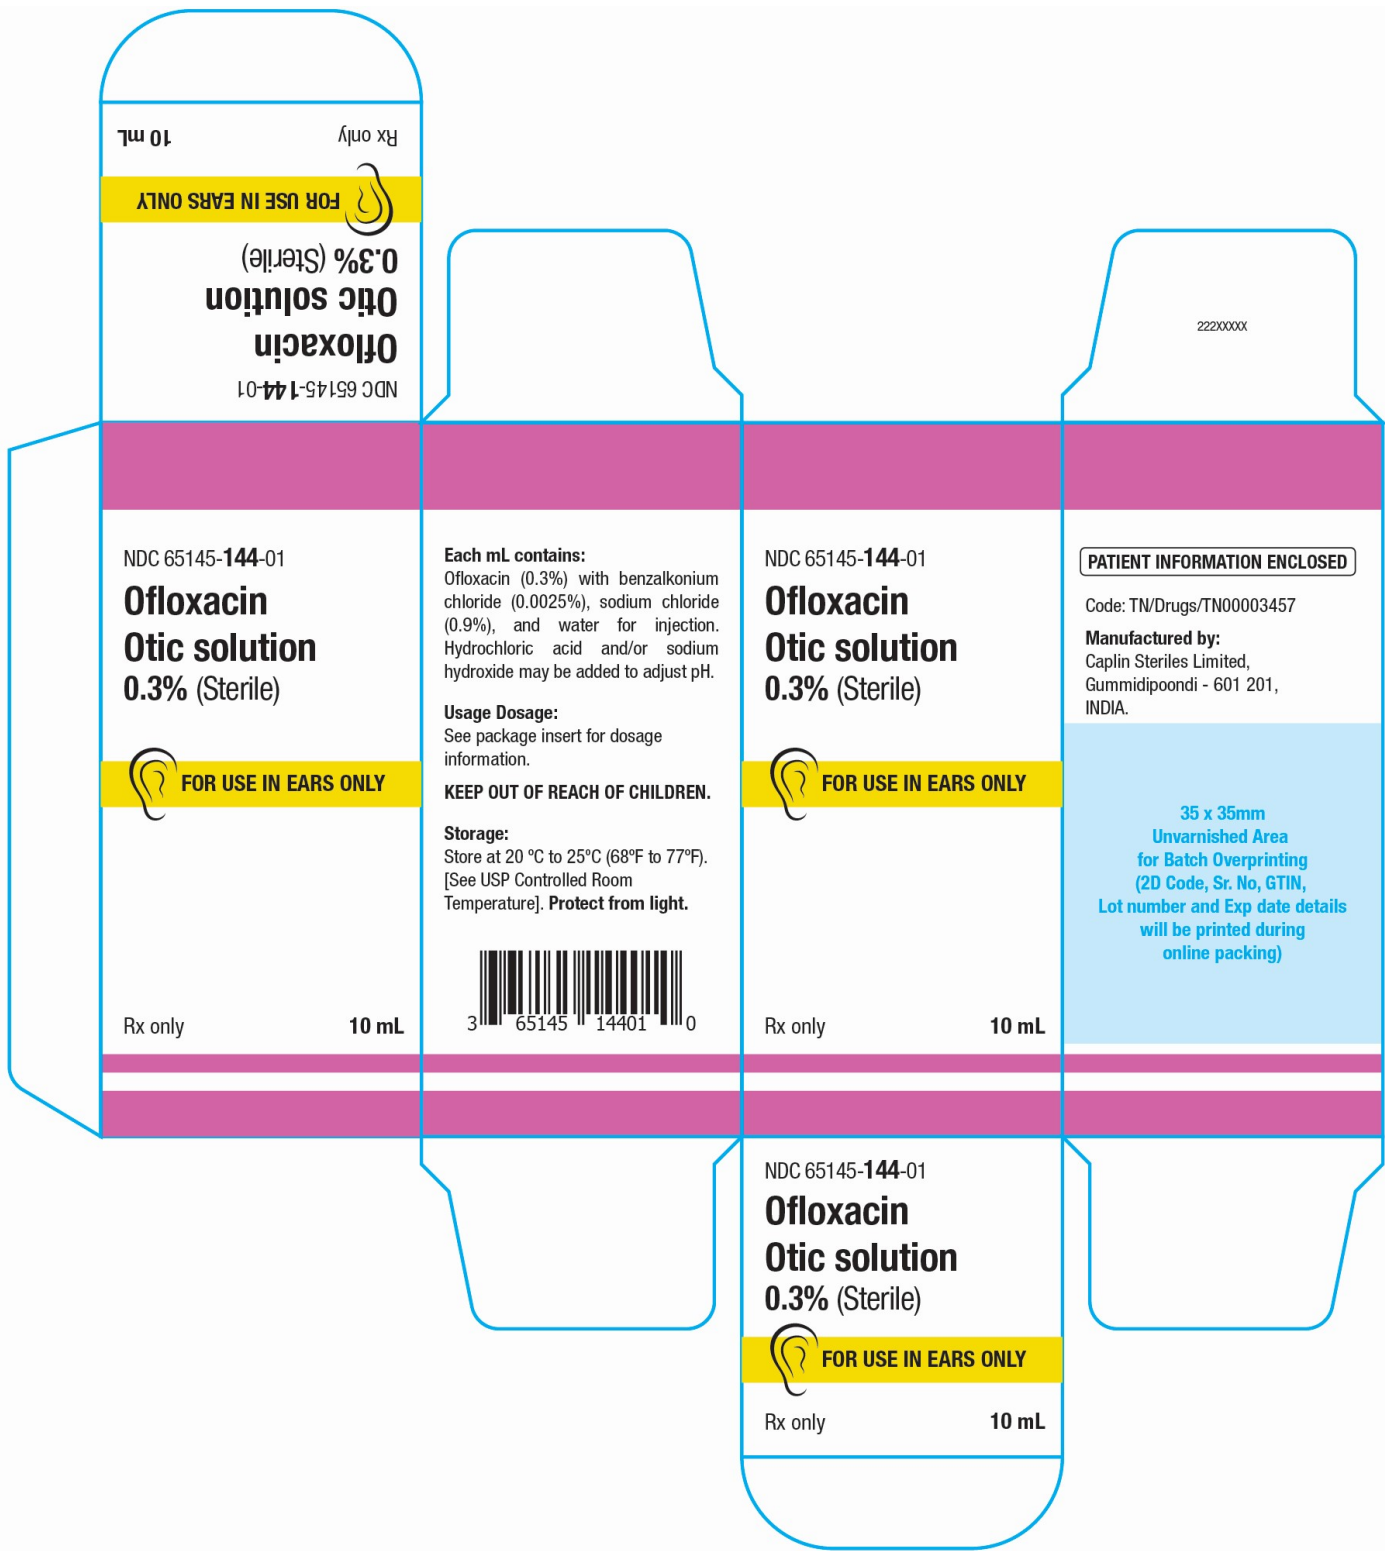 10 mL
Rx only
FOR USE IN EARS ONLY
0.3% (Sterile)
Otic solution
Ofloxacin
NDC 65145-144-01
222XXXXX
NDC 65145-144-01
Ofloxacin
Otic solution
0.3% (Sterile)
FOR USE IN EARS ONLY
Rx only 10 mL
Each mL contains:
Ofloxacin (0.3%) with benzalkonium
chloride (0.0025%), sodium chloride
(0.9%), and water for injection.
Hydrochloric acid and/or sodium
hydroxide may be added to adjust pH.
Usage Dosage:
See package insert for dosage
information.
KEEP OUT OF REACH OF CHILDREN.
Storage:
Store at 20 ºC to 25ºC (68ºF to 77ºF).
[See USP Controlled Room
Temperature]. Protect from light.
3 65145 14401 0
NDC 65145-144-01
Ofloxacin
Otic solution
0.3% (Sterile)
FOR USE IN EARS ONLY
Rx only 10 mL
PATIENT INFORMATION ENCLOSED
Code: TN/Drugs/TN00003457
Manufactured by:
Caplin Steriles Limited,
Gummidipoondi - 601 201,
INDIA.
35 x 35mm
Unvarnished Area
for Batch Overprinting
(2D Code, Sr. No, GTIN,
Lot number and Exp date details
will be printed during
online packing)
NDC 65145-144-01
Ofloxacin
Otic solution
0.3% (Sterile)
FOR USE IN EARS ONLY
Rx only 10 mL